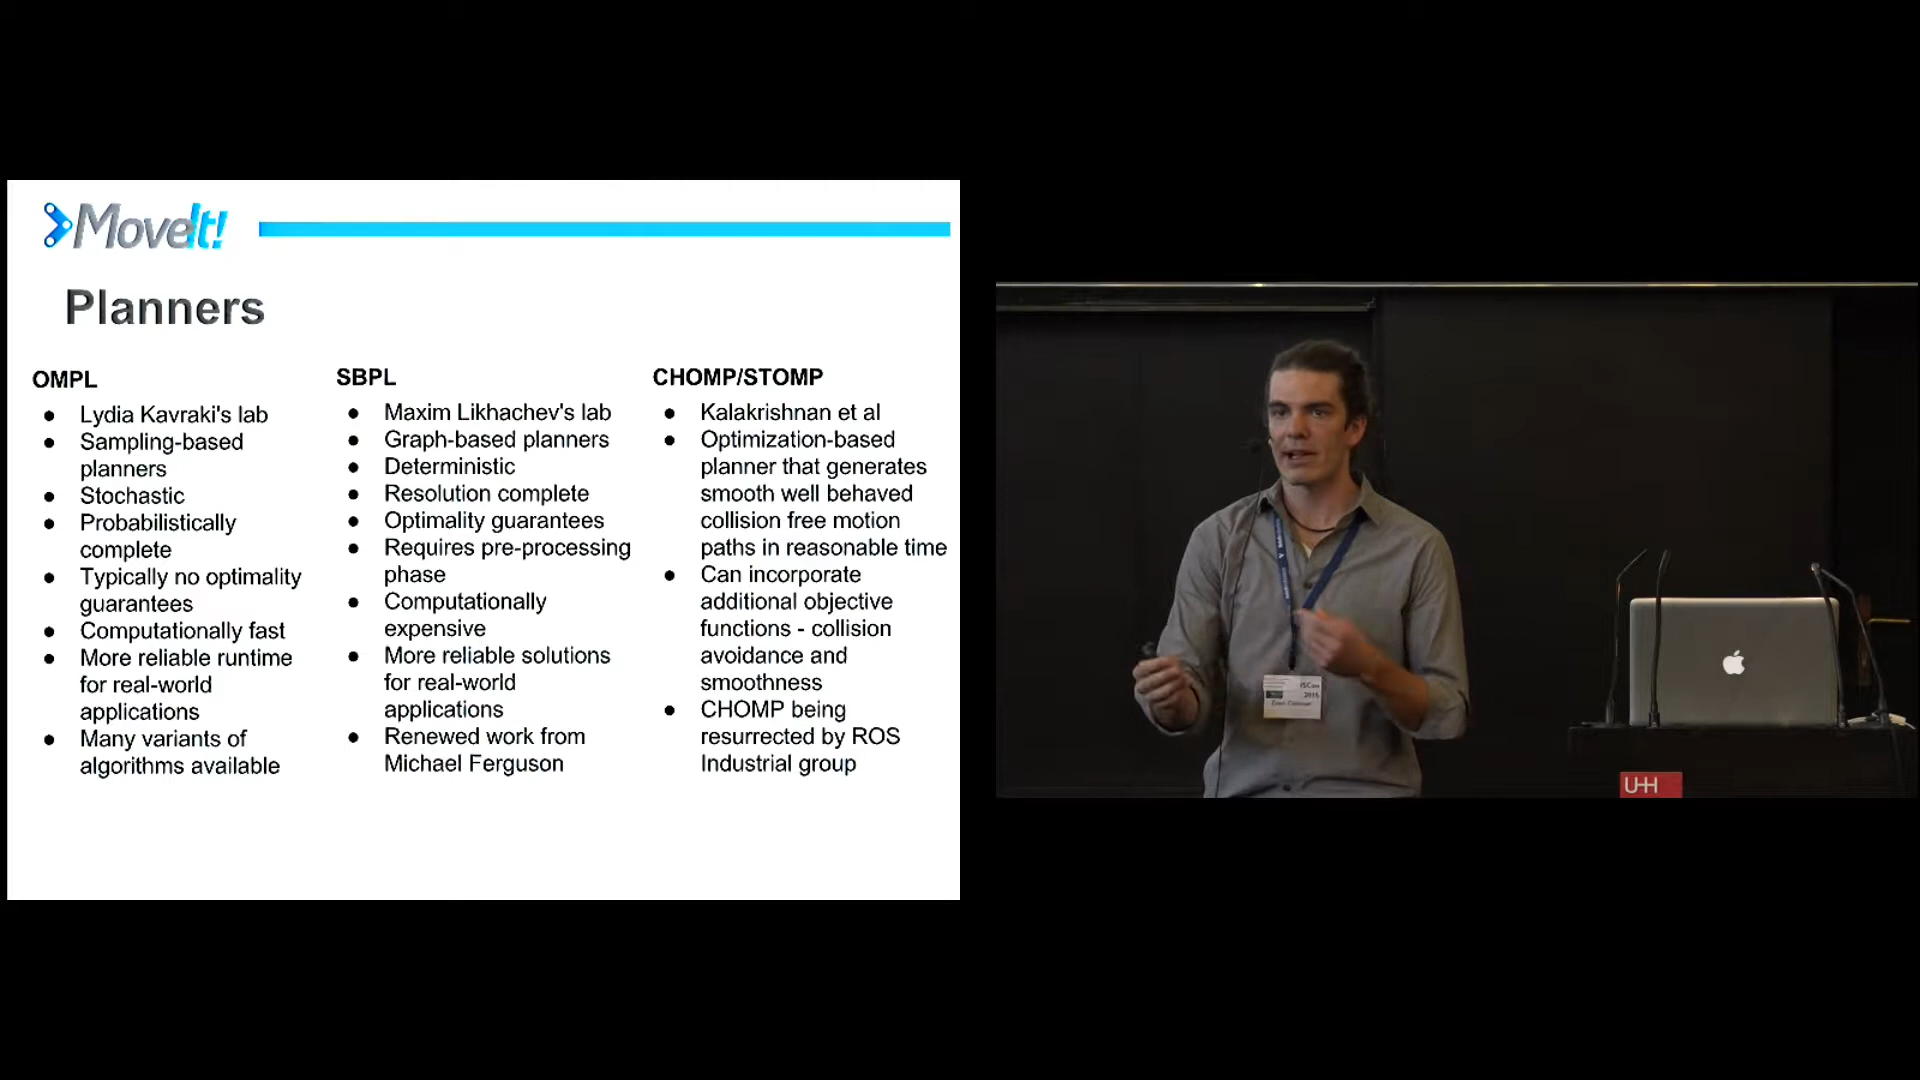 MoveIt!
Planners
OMPL
● Lydia Kavraki's lab
● Sampling-based
planners
● Stochastic
● Probabilistically
complete
● Typically no optimality
guarantees
● Computationally fast
● More reliable runtime
for real-world
applications
● Many variants of
algorithms available
SBPL
● Maxim Likhachev's lab
● Graph-based planners
● Deterministic
● Resolution complete
● Optimality guarantees
● Requires pre-processing
phase
● Computationally
expensive
● More reliable solutions
for real-world
applications
● Renewed work from
Michael Ferguson
CHOMP/STOMP
● Kalakrishnan et al
● Optimization-based
planner that generates
smooth well behaved
collision free motion
paths in reasonable time
● Can incorporate
additional objective
functions - collision
avoidance and
smoothness
● CHOMP being
resurrected by ROS
Industrial group
2015
UHH